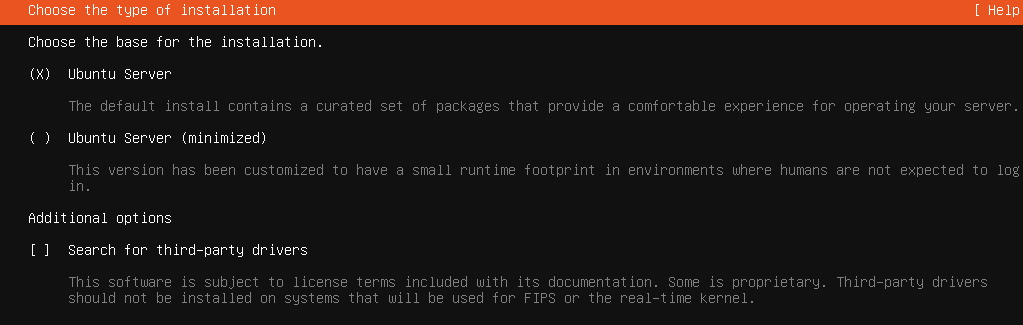 Choose the type of installation [ Help
Choose the base for the installation.
(X) Ubuntu Server
The default install contains a curated set of packages that provide a comfortable experience for operating your server.
( ) Ubuntu Server (minimized)
This version has been customized to have a small runtime footprint in environments where humans are not expected to log
in.
Additional options
[ ] Search for third-party drivers
This software is subject to license terms included with its documentation. Some is proprietary. Third-party drivers
should not be installed on systems that will be used for FIPS or the real-time kernel.